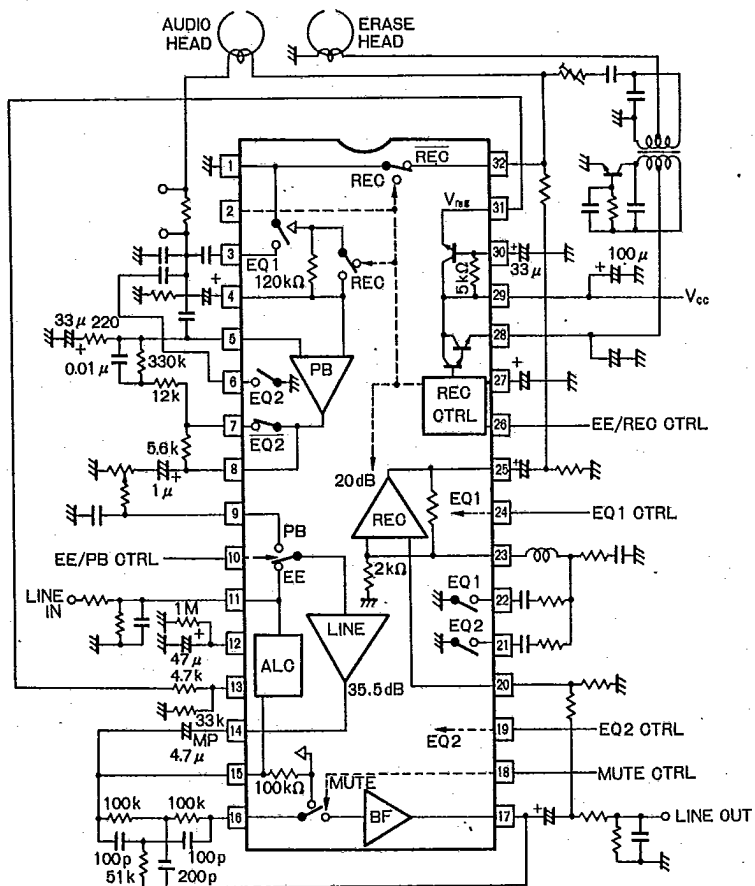 AUDIO HEAD
ERASE HEAD
REC
REC
1
2
3
4
5
6
7
8
9
10
11
12
13
14
15
16
32
31
30
29
28
27
26
25
24
23
22
21
20
19
18
17
EQ1
120kΩ
REC
Vreg
5kΩ
33μ
100μ
Vcc
33μ
220
0.01μ
330k
12k
5.6k
1μ
EQ2
EQ2
PB
REC CTRL
EE/REC CTRL
20dB
REC
EQ1
EQ1 CTRL
PB
EE
EE/PB CTRL
2kΩ
EQ1
EQ2
LINE IN
1M
47μ
4.7k
33k
MP
4.7μ
ALC
LINE
35.5dB
EQ2
EQ2 CTRL
MUTE CTRL
100kΩ
MUTE
BF
LINE OUT
100k
100k
100p
100p
51k
200p